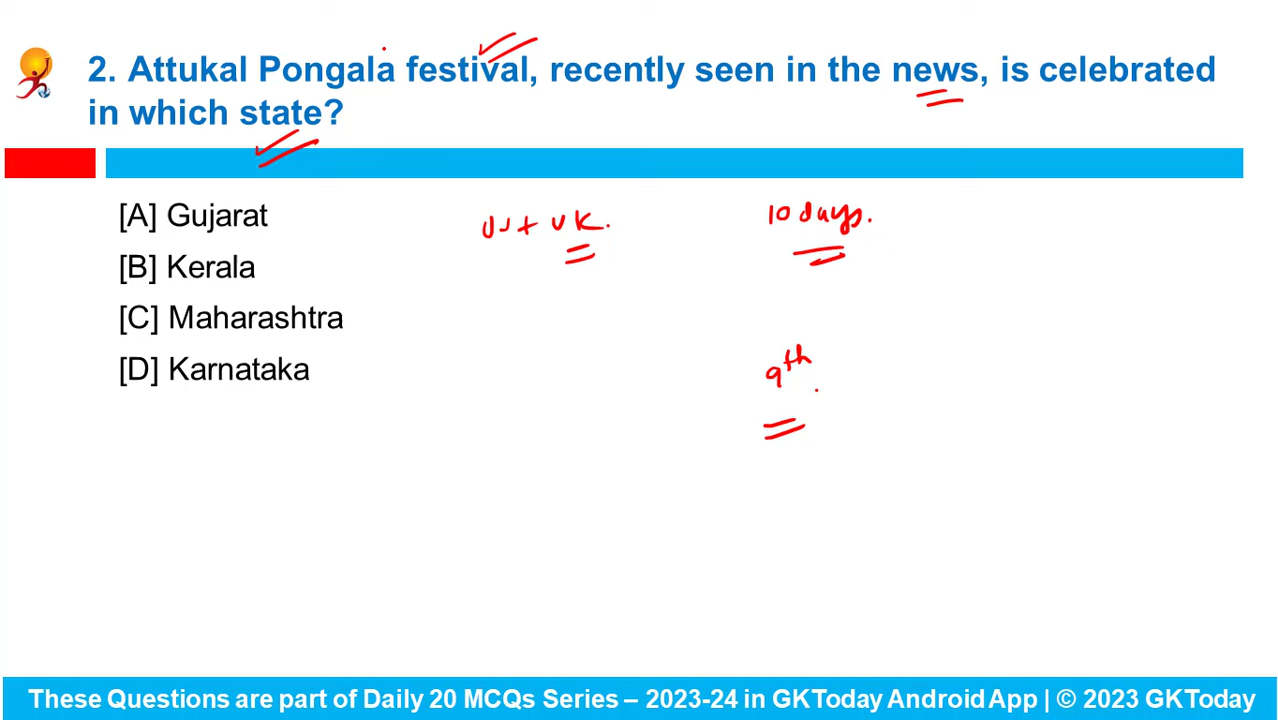 2. Attukal Pongala festival, recently seen in the news, is celebrated
in which state?
[A] Gujarat
10 days.
[B] Kerala
[C] Maharashtra
9th
[D] Karnataka
These Questions are part of Daily 20 MCQs Series – 2023-24 in GKToday Android App | © 2023 GKToday